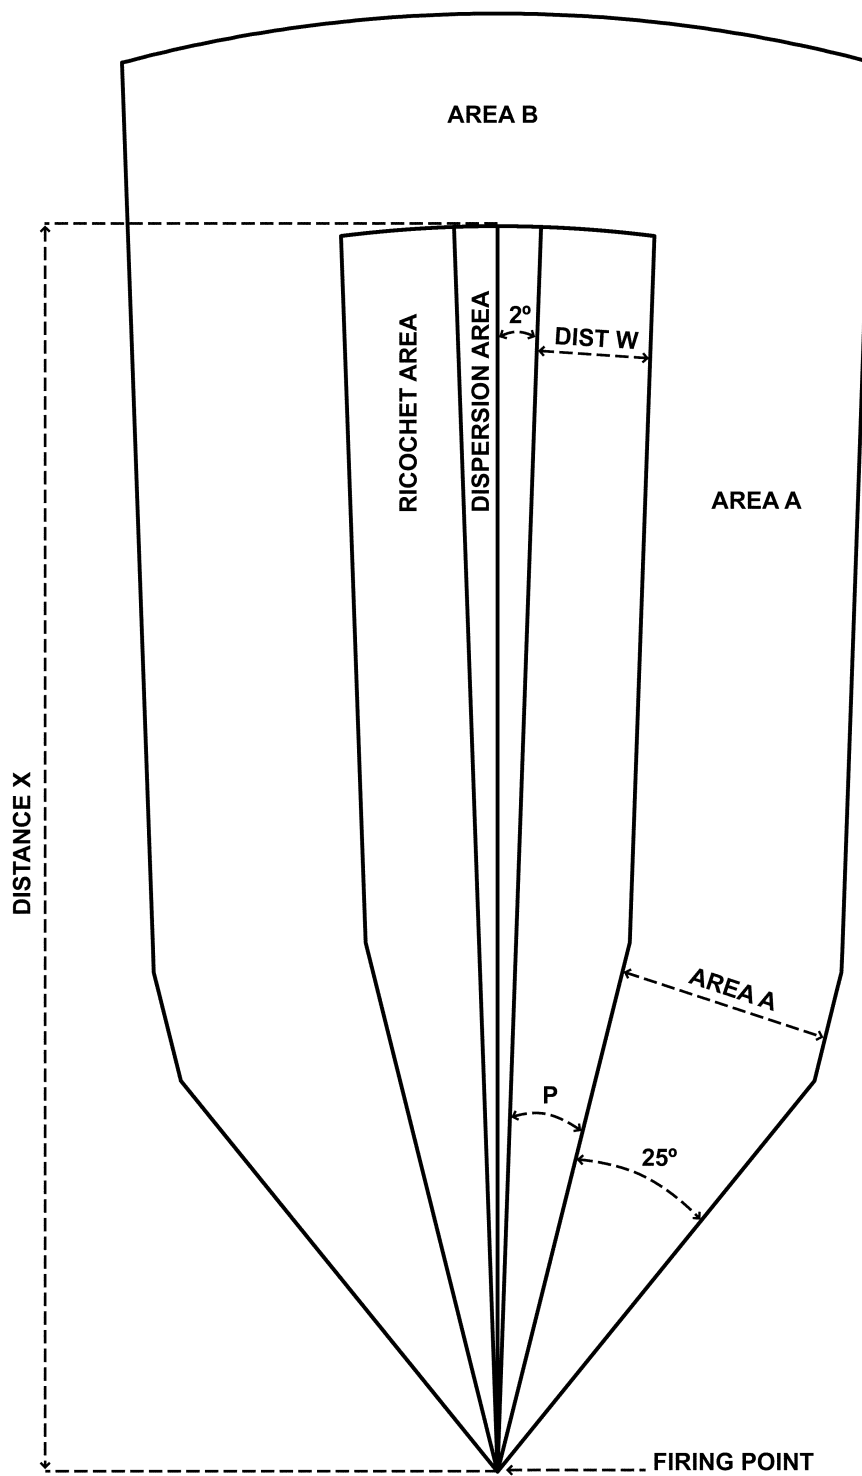 AREA B
2º
DIST W
RICOCHET AREA
DISPERSION AREA
AREA A
DISTANCE X
AREA A
P
25º
FIRING POINT